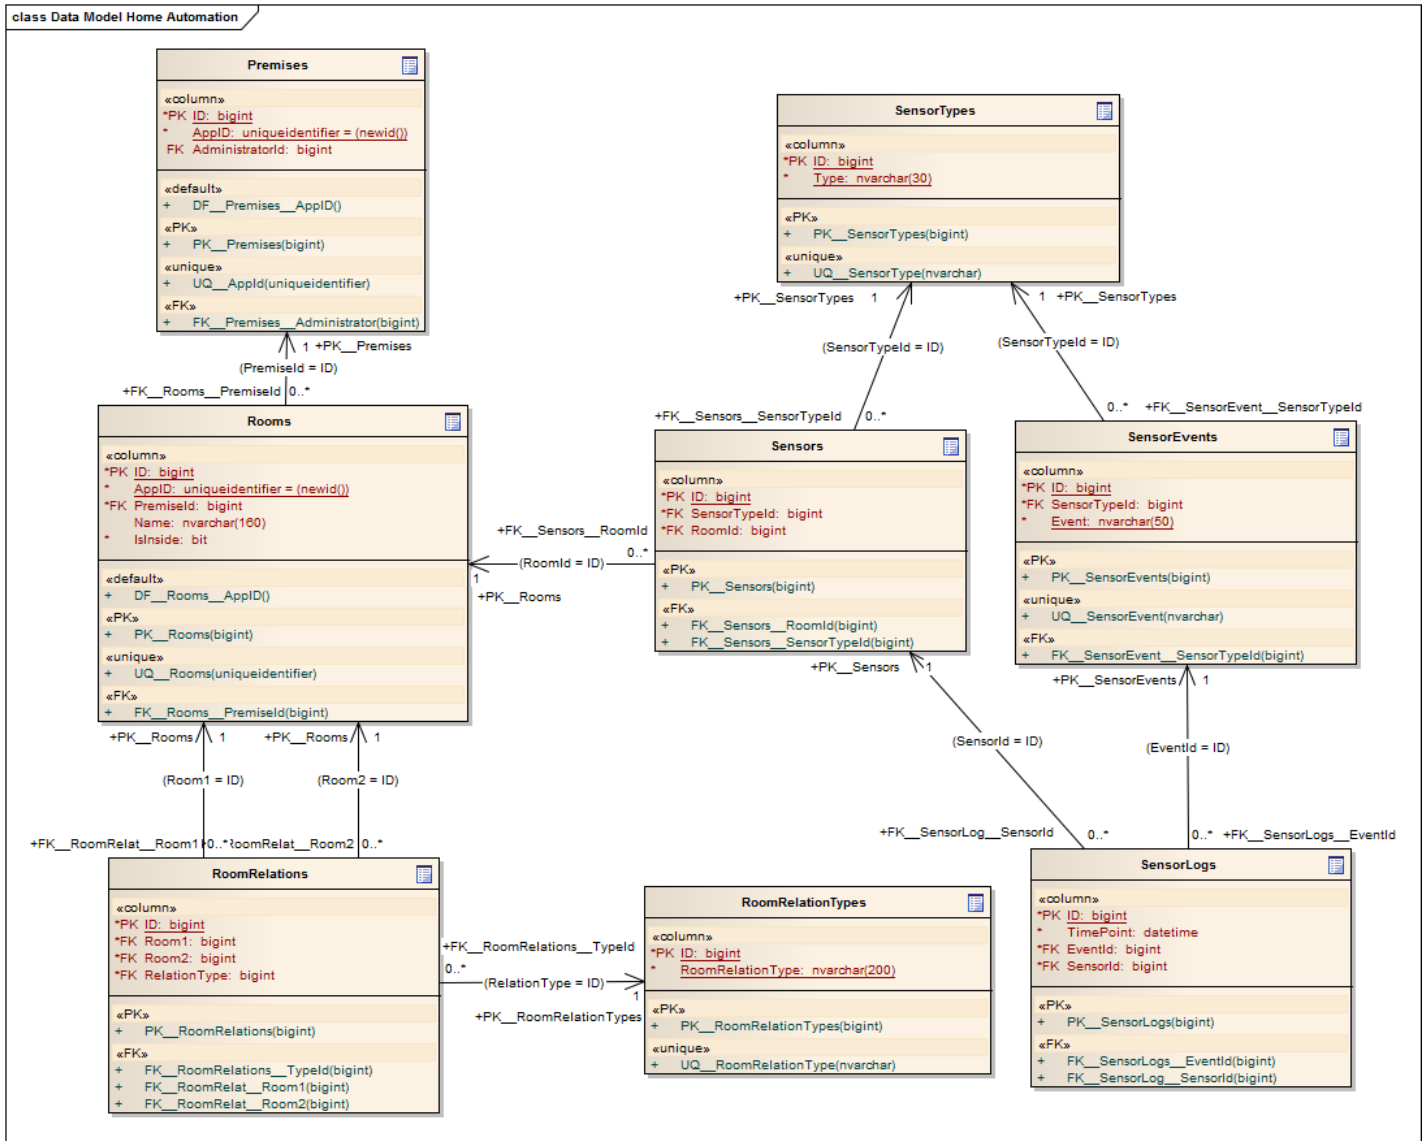 class Data Model Home Automation
Premises
«column»
*PK ID: bigint
* AppID: uniqueidentifier = (newid())
FK AdministratorId: bigint
«default»
+ DF__Premises__AppID()
«PK»
+ PK__Premises(bigint)
«unique»
+ UQ__AppId(uniqueidentifier)
«FK»
+ FK__Premises__Administrator(bigint)
1 +PK__Premises
(PremiseId = ID)
+FK__Rooms__PremiseId 0..*
SensorTypes
«column»
*PK ID: bigint
* Type: nvarchar(30)
«PK»
+ PK__SensorTypes(bigint)
«unique»
+ UQ__SensorType(nvarchar)
+PK__SensorTypes 1
1 +PK__SensorTypes
(SensorTypeId = ID)
(SensorTypeId = ID)
+FK__Sensors__SensorTypeId 0..*
0..* +FK__SensorEvent__SensorTypeId
Rooms
«column»
*PK ID: bigint
* AppID: uniqueidentifier = (newid())
*FK PremiseId: bigint
Name: nvarchar(160)
* IsInside: bit
«default»
+ DF__Rooms__AppID()
«PK»
+ PK__Rooms(bigint)
«unique»
+ UQ__Rooms(uniqueidentifier)
«FK»
+ FK__Rooms__PremiseId(bigint)
+FK__Sensors__RoomId
0..*
(RoomId = ID)
1
+PK__Rooms
Sensors
«column»
*PK ID: bigint
*FK SensorTypeId: bigint
*FK RoomId: bigint
«PK»
+ PK__Sensors(bigint)
«FK»
+ FK__Sensors__RoomId(bigint)
+ FK__Sensors__SensorTypeId(bigint)
SensorEvents
«column»
*PK ID: bigint
*FK SensorTypeId: bigint
* Event: nvarchar(50)
«PK»
+ PK__SensorEvents(bigint)
«unique»
+ UQ__SensorEvent(nvarchar)
«FK»
+ FK__SensorEvent__SensorTypeId(bigint)
+PK__Sensors 1
+PK__SensorEvents 1
+PK__Rooms 1
+PK__Rooms 1
(SensorId = ID)
(EventId = ID)
(Room1 = ID)
(Room2 = ID)
+FK__RoomRelat__Room1 0..*
RoomRelat__Room2 0..*
+FK__SensorLog__SensorId 0..*
0..* +FK__SensorLogs__EventId
RoomRelations
«column»
*PK ID: bigint
*FK Room1: bigint
*FK Room2: bigint
*FK RelationType: bigint
«PK»
+ PK__RoomRelations(bigint)
«FK»
+ FK__RoomRelations__TypeId(bigint)
+ FK__RoomRelat__Room1(bigint)
+ FK__RoomRelat__Room2(bigint)
+FK__RoomRelations__TypeId
0..*
(RelationType = ID)
1
+PK__RoomRelationTypes
RoomRelationTypes
«column»
*PK ID: bigint
* RoomRelationType: nvarchar(200)
«PK»
+ PK__RoomRelationTypes(bigint)
«unique»
+ UQ__RoomRelationType(nvarchar)
SensorLogs
«column»
*PK ID: bigint
* TimePoint: datetime
*FK EventId: bigint
*FK SensorId: bigint
«PK»
+ PK__SensorLogs(bigint)
«FK»
+ FK__SensorLogs__EventId(bigint)
+ FK__SensorLog__SensorId(bigint)